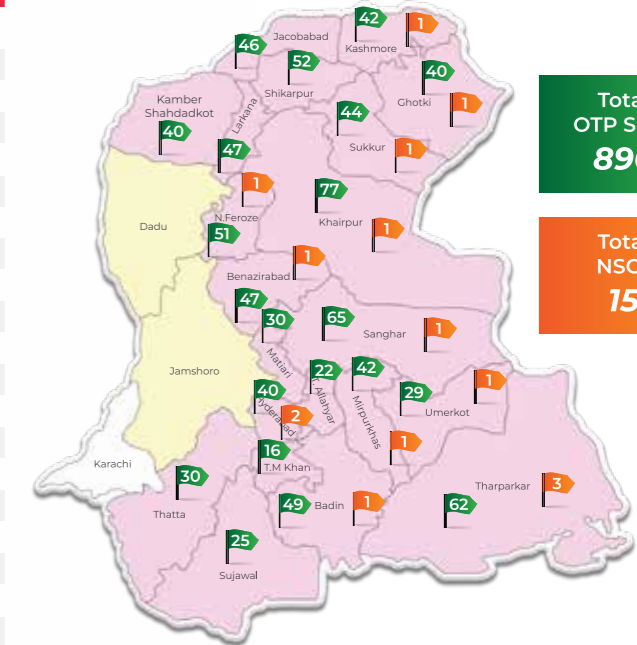 42
1
Jacobabad
Kashmore
46
52
40
Shikarpur
Ghotki
1
Kamber
Shahdadkot
40
Larkana
44
47
Sukkur
1
1
77
N.Feroze
51
Khairpur
1
Dadu
Benazirabad
1
47
30
65
Sanghar
1
Matiari
Jamshoro
22
42
T. Allahyar
Mirpurkhas
29
1
Umerkot
40
Hyderabad
2
1
16
T.M Khan
Karachi
30
Thatta
49
Badin
1
62
Tharparkar
3
25
Sujawal
Tota
OTP S
89
Tota
NSC
15